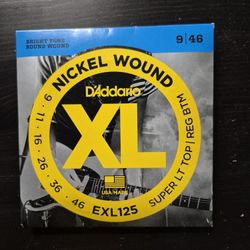 BRIGHT TONE
ROUND WOUND
9/46
NICKEL WOUND
D'Addario
XL
9 · 11 · 16 · 26 · 36 · 46
SUPER LT TOP | REG BTM
USA MADE
EXL125